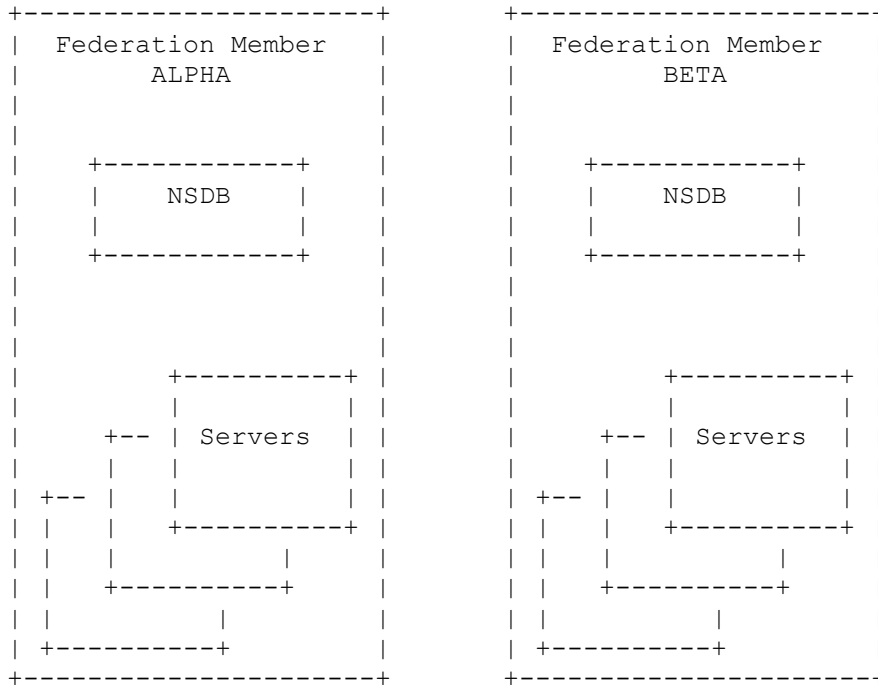 Federation Member
ALPHA
NSDB
Servers
Federation Member
BETA
NSDB
Servers